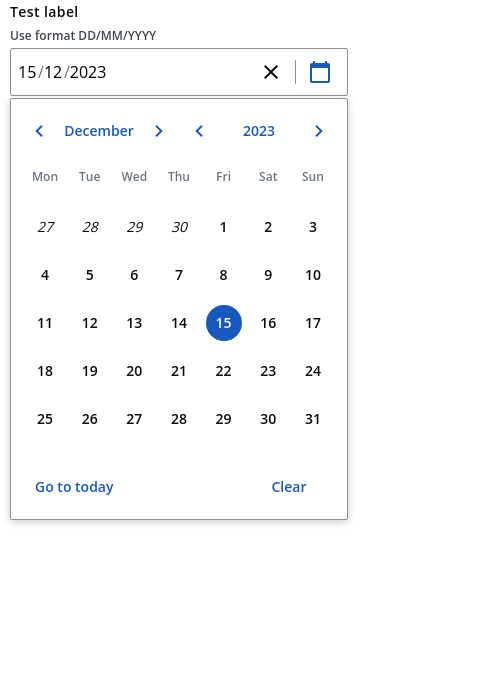 Test label
Use format DD/MM/YYYY
15/12/2023
December 2023
Mon Tue Wed Thu Fri Sat Sun
27 28 29 30 1 2 3
4 5 6 7 8 9 10
11 12 13 14 15 16 17
18 19 20 21 22 23 24
25 26 27 28 29 30 31
Go to today Clear